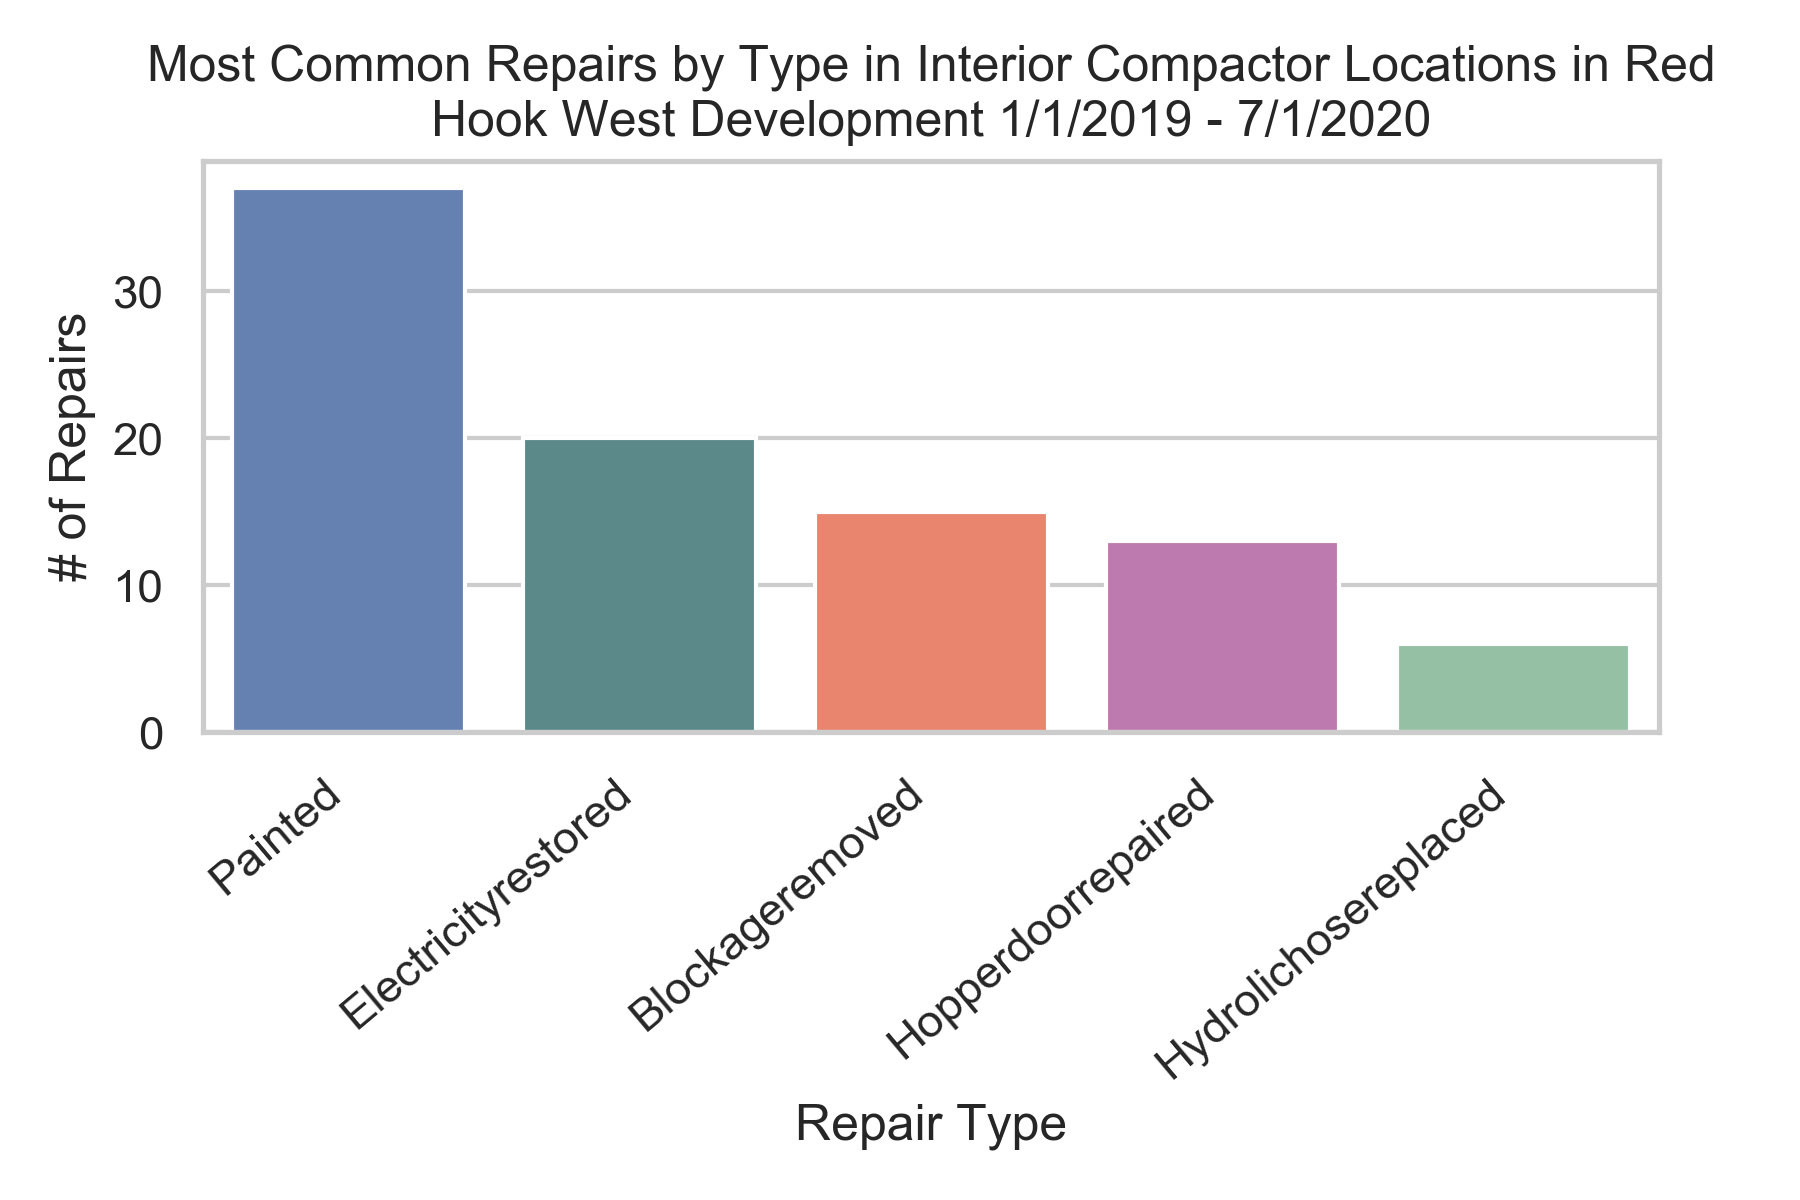 Most Common Repairs by Type in Interior Compactor Locations in Red
Hook West Development 1/1/2019 - 7/1/2020
# of Repairs
30
20
10
0
Painted
Electricityrestored
Blockageremoved
Hopperdoorrepaired
Hydrolichosereplaced
Repair Type